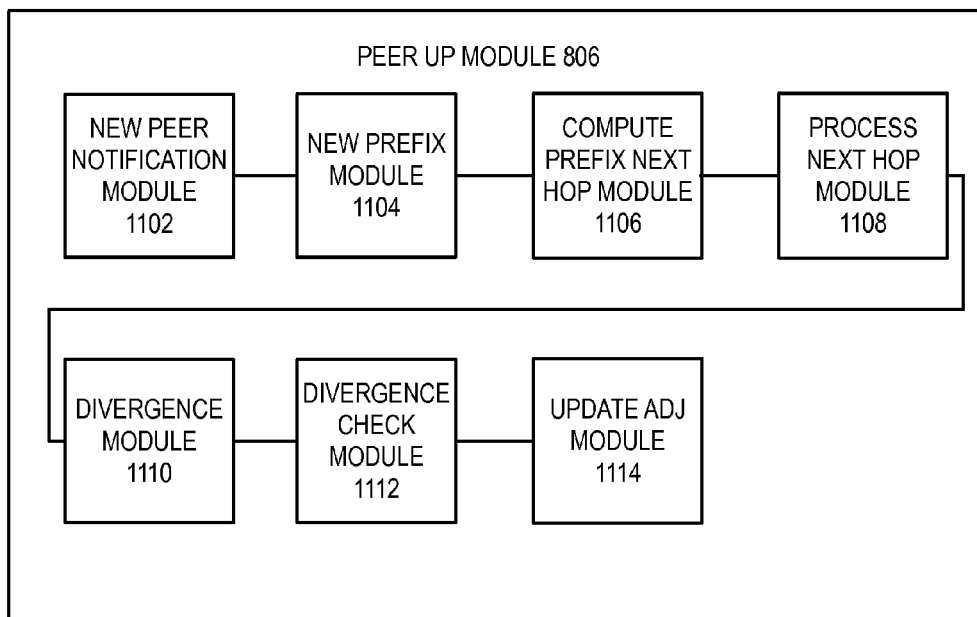 PEER UP MODULE 806
NEW PEER
NOTIFICATION
MODULE
1102
NEW PREFIX
MODULE
1104
COMPUTE
PREFIX NEXT
HOP MODULE
1106
PROCESS
NEXT HOP
MODULE
1108
DIVERGENCE
MODULE
1110
DIVERGENCE
CHECK
MODULE
1112
UPDATE ADJ
MODULE
1114